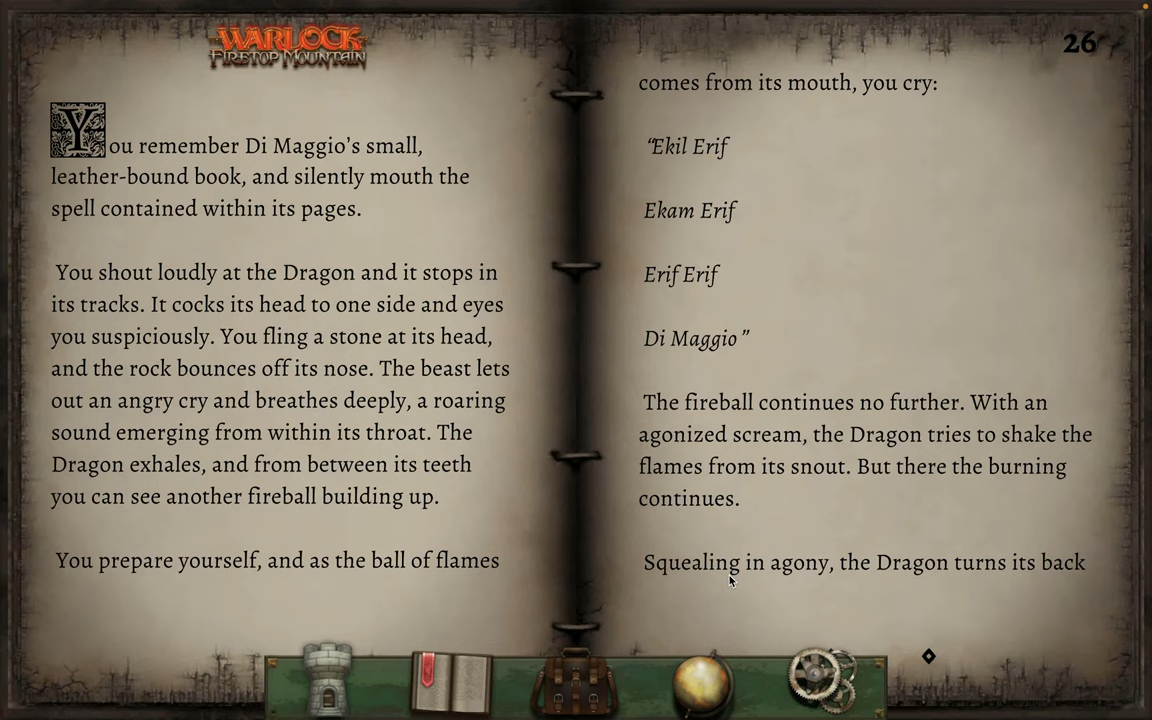 WARLOCK
FIRETOP MOUNTAIN
You remember Di Maggio's small,
leather-bound book, and silently mouth the
spell contained within its pages.
You shout loudly at the Dragon and it stops in
its tracks. It cocks its head to one side and eyes
you suspiciously. You fling a stone at its head,
and the rock bounces off its nose. The beast lets
out an angry cry and breathes deeply, a roaring
sound emerging from within its throat. The
Dragon exhales, and from between its teeth
you can see another fireball building up.
You prepare yourself, and as the ball of flames
26
comes from its mouth, you cry:
“Ekil Erif
Ekam Erif
Erif Erif
Di Maggio ”
The fireball continues no further. With an
agonized scream, the Dragon tries to shake the
flames from its snout. But there the burning
continues.
Squealing in agony, the Dragon turns its back